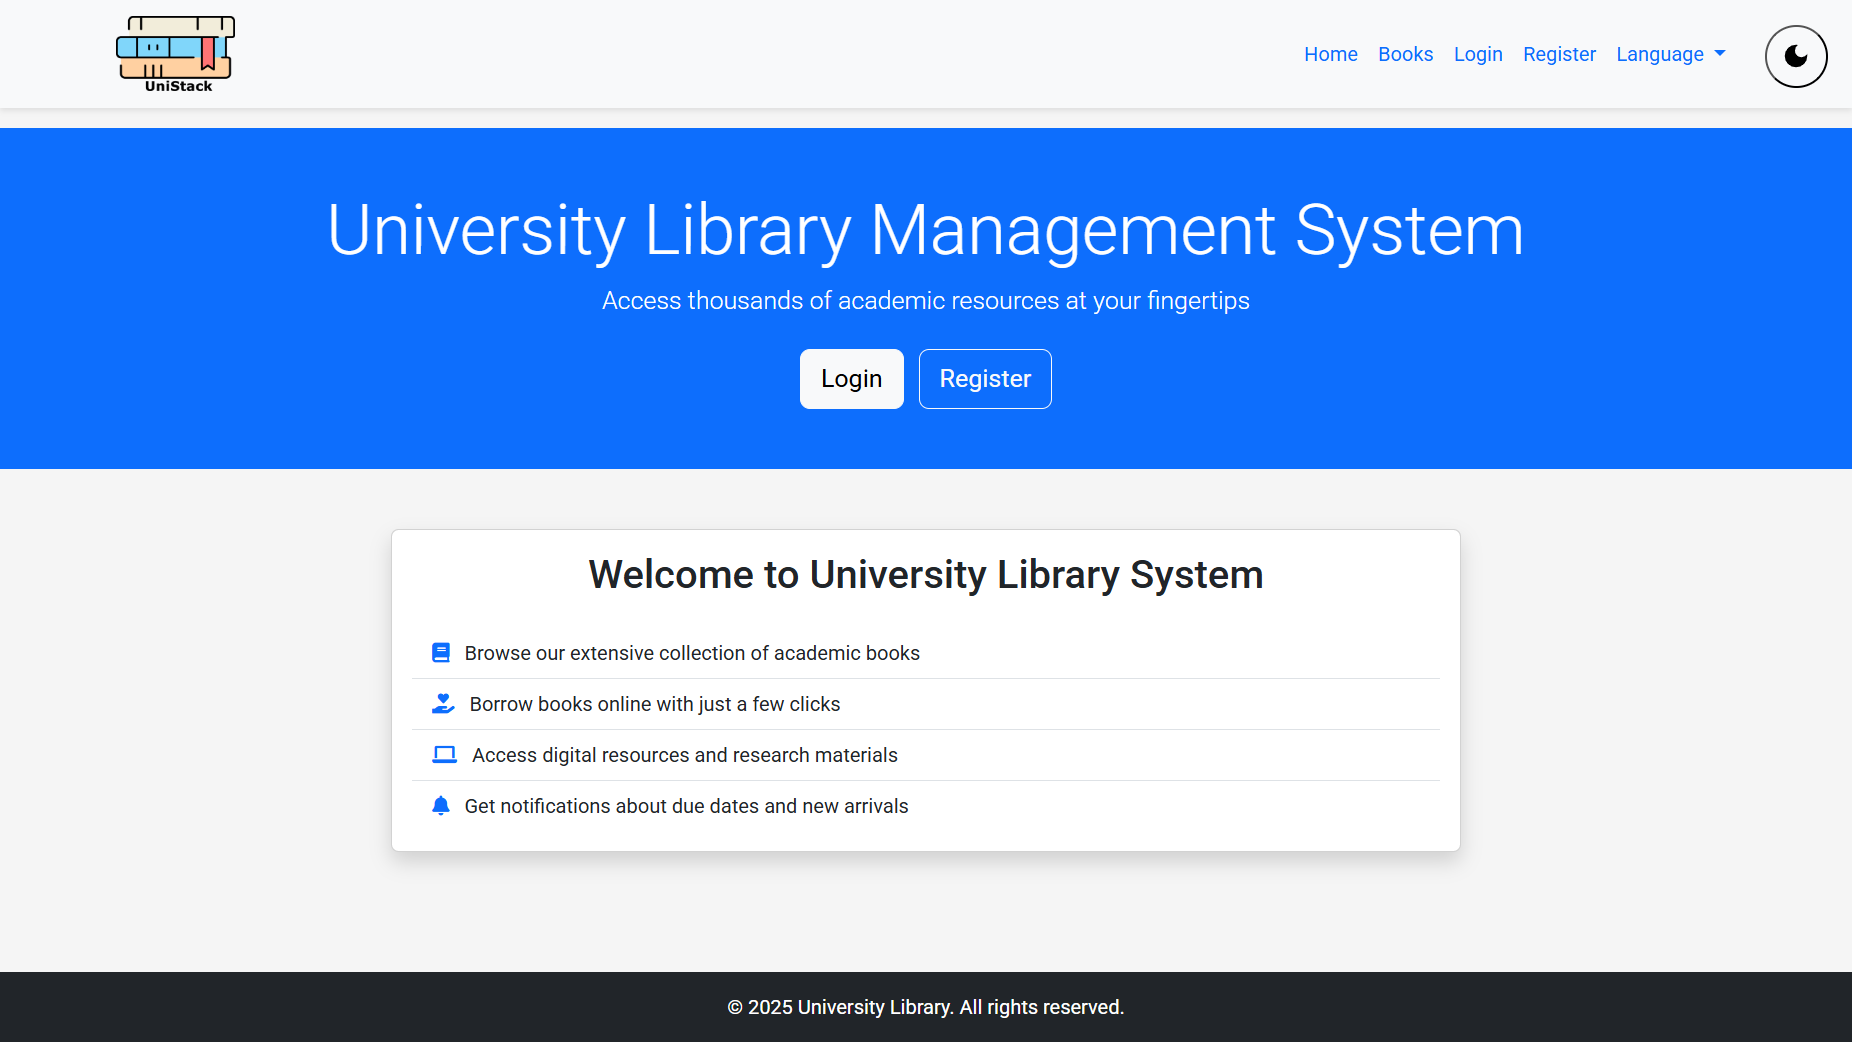 UniStack
Home Books Login Register Language
University Library Management System
Access thousands of academic resources at your fingertips
Login Register
Welcome to University Library System
Browse our extensive collection of academic books
Borrow books online with just a few clicks
Access digital resources and research materials
Get notifications about due dates and new arrivals
© 2025 University Library. All rights reserved.